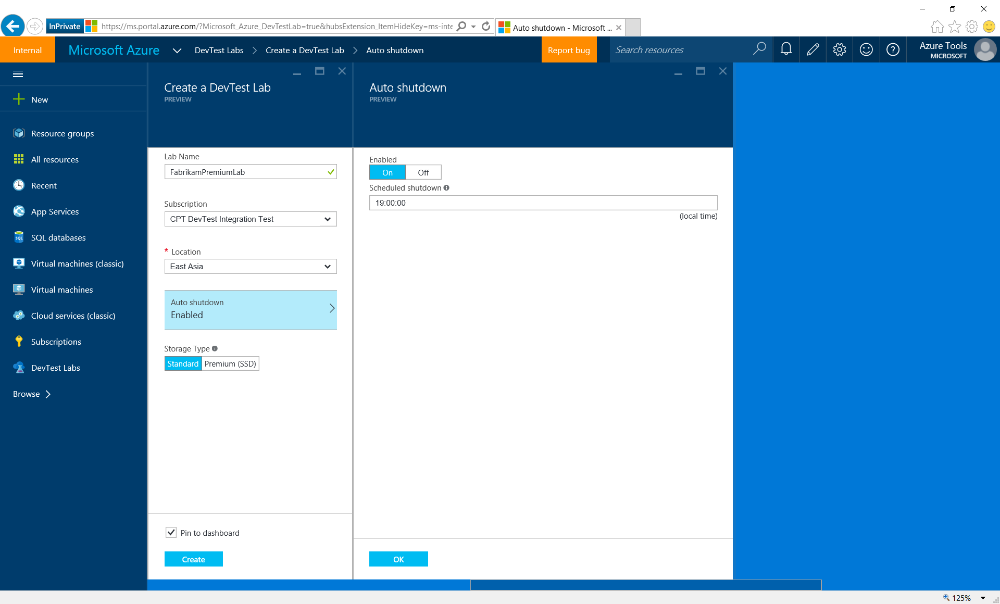 InPrivate
https://ms.portal.azure.com/?Microsoft_Azure_DevTestLab=true&hubsExtension_ItemHideKey=ms-inte
Auto shutdown - Microsoft ...
Internal
Microsoft Azure
DevTest Labs
Create a DevTest Lab
Auto shutdown
Report bug
Search resources
Azure Tools
MICROSOFT
New
Resource groups
All resources
Recent
App Services
SQL databases
Virtual machines (classic)
Virtual machines
Cloud services (classic)
Subscriptions
DevTest Labs
Browse
Create a DevTest Lab
PREVIEW
Lab Name
FabrikamPremiumLab
Subscription
CPT DevTest Integration Test
* Location
East Asia
Auto shutdown
Enabled
Storage Type
Standard
Premium (SSD)
Pin to dashboard
Create
Auto shutdown
PREVIEW
Enabled
On
Off
Scheduled shutdown
19:00:00
(local time)
OK
125%